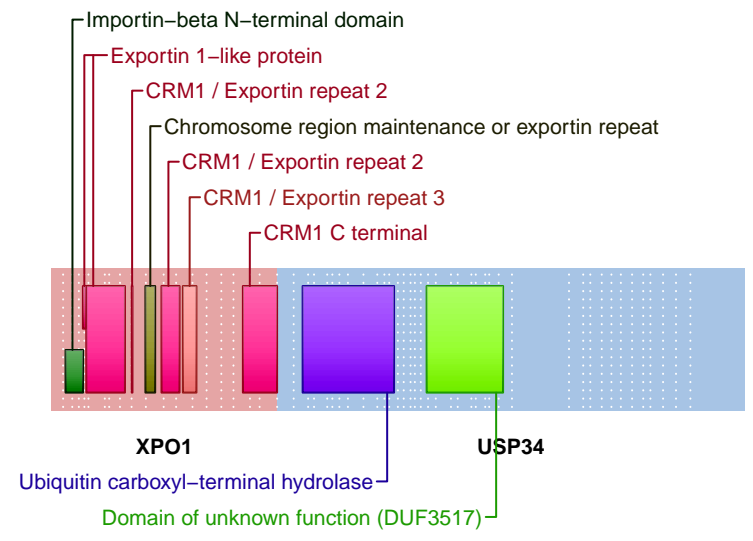 Importin−beta N−terminal domain
Exportin 1−like protein
CRM1 / Exportin repeat 2
Chromosome region maintenance or exportin repeat
CRM1 / Exportin repeat 2
CRM1 / Exportin repeat 3
CRM1 C terminal
XPO1 USP34
Ubiquitin carboxyl−terminal hydrolase
Domain of unknown function (DUF3517)